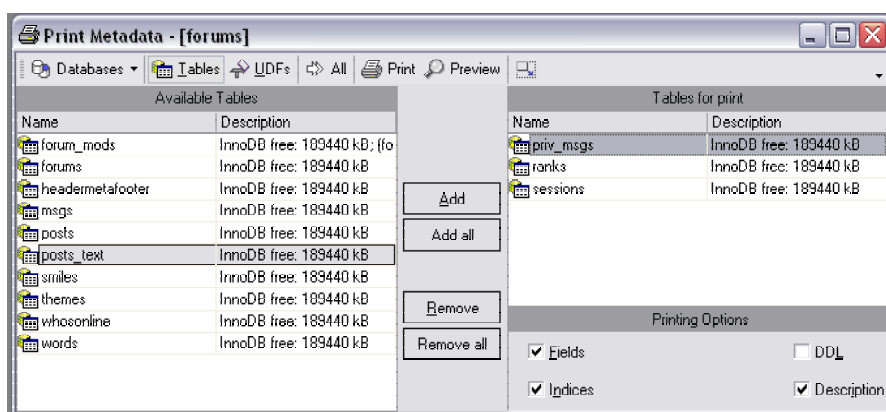 Print Metadata - [forums]
Databases Tables UDFs All Print Preview
Available Tables
Name Description
forum_mods InnoDB free: 189440 kB; (fo
forums InnoDB free: 189440 kB
headermetafooter InnoDB free: 189440 kB
msgs InnoDB free: 189440 kB
posts InnoDB free: 189440 kB
posts_text InnoDB free: 189440 kB
smiles InnoDB free: 189440 kB
themes InnoDB free: 189440 kB
whosonline InnoDB free: 189440 kB
words InnoDB free: 189440 kB
Add
Add all
Remove
Remove all
Tables for print
Name Description
priv_msgs InnoDB free: 189440 kB
ranks InnoDB free: 189440 kB
sessions InnoDB free: 189440 kB
Printing Options
Fields DDL
Indices Description